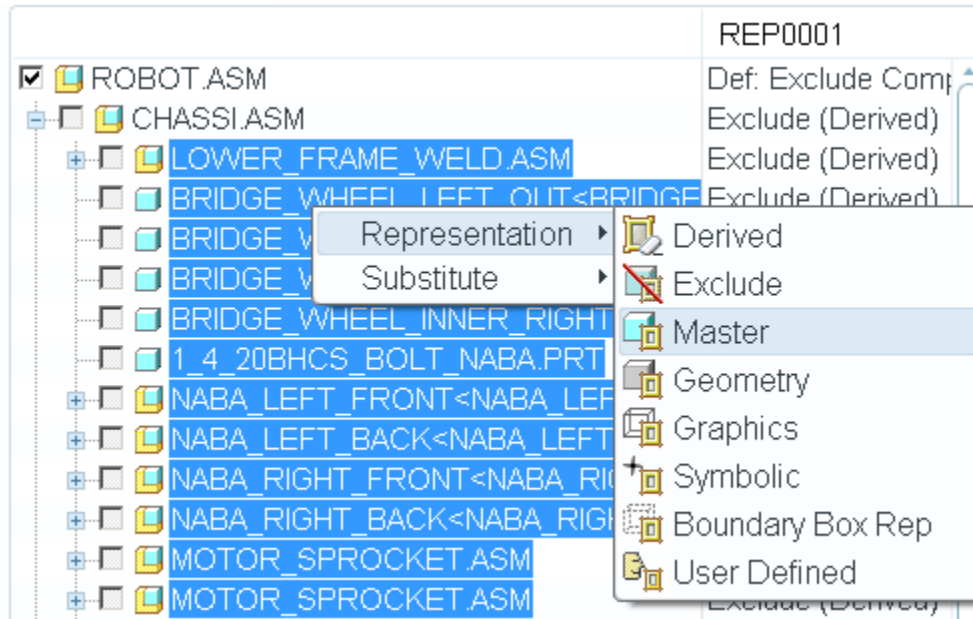 REP0001
ROBOT.ASM Def: Exclude Comp
CHASSI.ASM Exclude (Derived)
LOWER_FRAME_WELD.ASM Exclude (Derived)
BRIDGE_WHEEL_LEFT_OUT<BRIDGE Exclude (Derived)
BRIDGE_W
BRIDGE_W
BRIDGE_WHEEL_INNER_RIGHT
1_4_20BHCS_BOLT_NABA.PRT
NABA_LEFT_FRONT<NABA_LEF
NABA_LEFT_BACK<NABA_LEFT
NABA_RIGHT_FRONT<NABA_RI
NABA_RIGHT_BACK<NABA_RIGH
MOTOR_SPROCKET.ASM
MOTOR_SPROCKET.ASM Exclude (Derived)
Representation
Substitute
Derived
Exclude
Master
Geometry
Graphics
Symbolic
Boundary Box Rep
User Defined